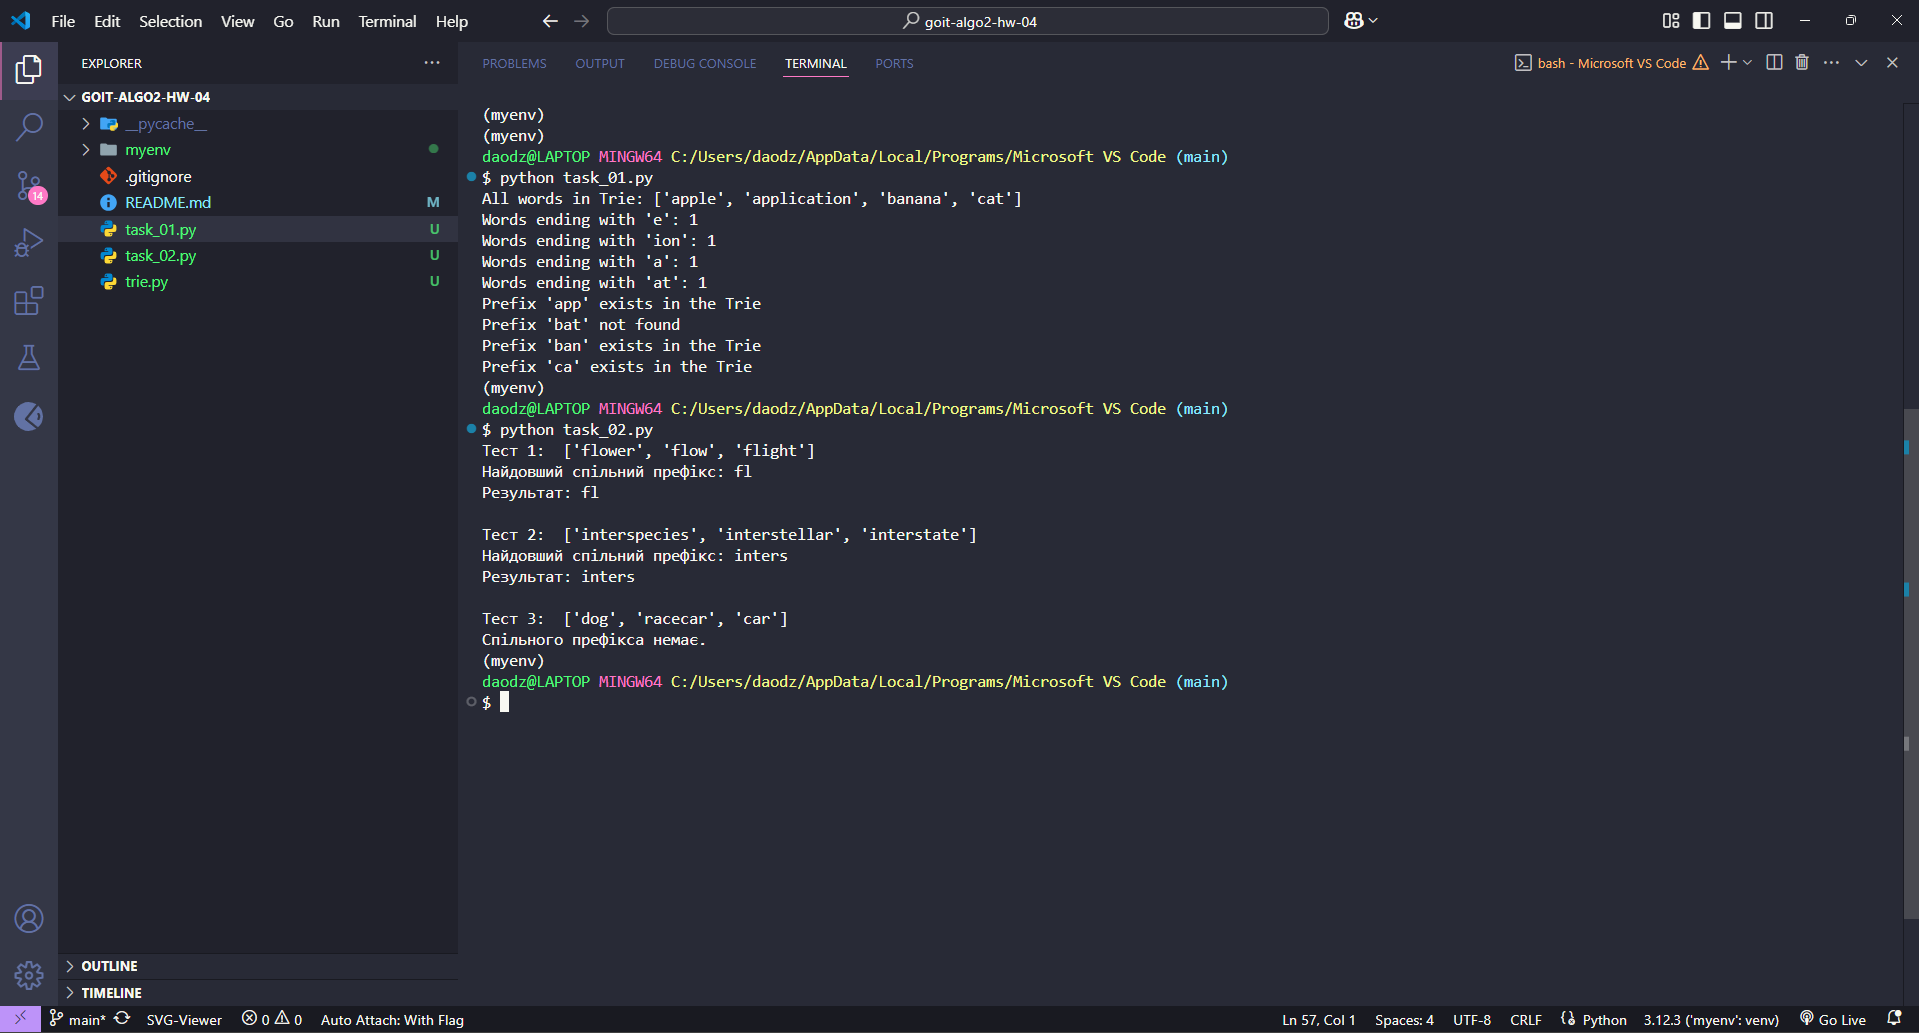 File Edit Selection View Go Run Terminal Help
goit-algo2-hw-04
EXPLORER
GOIT-ALGO2-HW-04
__pycache__
myenv
.gitignore
README.md M
task_01.py U
task_02.py U
trie.py U
OUTLINE
TIMELINE
14
PROBLEMS OUTPUT DEBUG CONSOLE TERMINAL PORTS
bash - Microsoft VS Code
(myenv)
(myenv)
daodz@LAPTOP MINGW64 C:/Users/daodz/AppData/Local/Programs/Microsoft VS Code (main)
$ python task_01.py
All words in Trie: ['apple', 'application', 'banana', 'cat']
Words ending with 'e': 1
Words ending with 'ion': 1
Words ending with 'a': 1
Words ending with 'at': 1
Prefix 'app' exists in the Trie
Prefix 'bat' not found
Prefix 'ban' exists in the Trie
Prefix 'ca' exists in the Trie
(myenv)
daodz@LAPTOP MINGW64 C:/Users/daodz/AppData/Local/Programs/Microsoft VS Code (main)
$ python task_02.py
Тест 1:  ['flower', 'flow', 'flight']
Найдовший спільний префікс: fl
Результат: fl
Тест 2:  ['interspecies', 'interstellar', 'interstate']
Найдовший спільний префікс: inters
Результат: inters
Тест 3:  ['dog', 'racecar', 'car']
Спільного префікса немає.
(myenv)
daodz@LAPTOP MINGW64 C:/Users/daodz/AppData/Local/Programs/Microsoft VS Code (main)
$
main* SVG-Viewer 0 0 Auto Attach: With Flag Ln 57, Col 1 Spaces: 4 UTF-8 CRLF Python 3.12.3 ('myenv': venv) Go Live